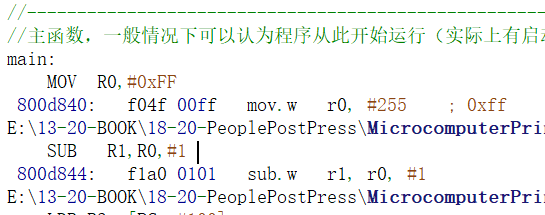 //------------------------------------------------------
//主函数，一般情况下可以认为程序从此开始运行（实际上有启动
main:
MOV R0,#0xFF
800d840: f04f 00ff mov.w r0, #255 ; 0xff
E:\13-20-BOOK\18-20-PeoplePostPress\MicrocomputerPri
SUB R1,R0,#1
800d844: f1a0 0101 sub.w r1, r0, #1
E:\13-20-BOOK\18-20-PeoplePostPress\MicrocomputerPri